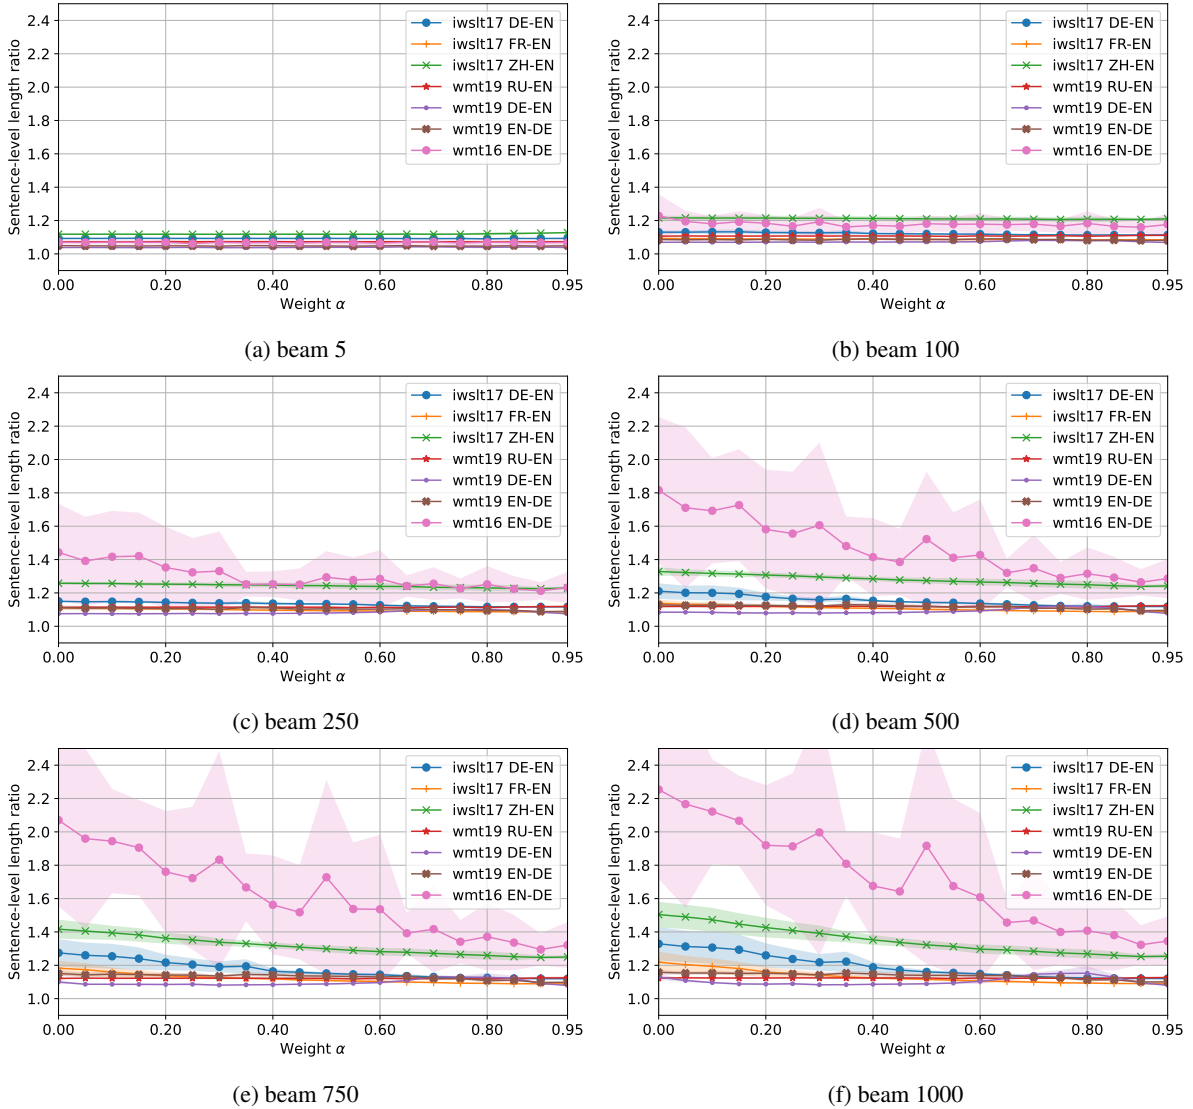 2.4
2.2
2.0
1.8
1.6
1.4
1.2
1.0
Sentence-level length ratio
iwslt17 DE-EN
iwslt17 FR-EN
iwslt17 ZH-EN
wmt19 RU-EN
wmt19 DE-EN
wmt19 EN-DE
wmt16 EN-DE
0.00 0.20 0.40 0.60 0.80 0.95
Weight α
(a) beam 5
2.4
2.2
2.0
1.8
1.6
1.4
1.2
1.0
Sentence-level length ratio
iwslt17 DE-EN
iwslt17 FR-EN
iwslt17 ZH-EN
wmt19 RU-EN
wmt19 DE-EN
wmt19 EN-DE
wmt16 EN-DE
0.00 0.20 0.40 0.60 0.80 0.95
Weight α
(b) beam 100
2.4
2.2
2.0
1.8
1.6
1.4
1.2
1.0
Sentence-level length ratio
iwslt17 DE-EN
iwslt17 FR-EN
iwslt17 ZH-EN
wmt19 RU-EN
wmt19 DE-EN
wmt19 EN-DE
wmt16 EN-DE
0.00 0.20 0.40 0.60 0.80 0.95
Weight α
(c) beam 250
2.4
2.2
2.0
1.8
1.6
1.4
1.2
1.0
Sentence-level length ratio
iwslt17 DE-EN
iwslt17 FR-EN
iwslt17 ZH-EN
wmt19 RU-EN
wmt19 DE-EN
wmt19 EN-DE
wmt16 EN-DE
0.00 0.20 0.40 0.60 0.80 0.95
Weight α
(d) beam 500
2.4
2.2
2.0
1.8
1.6
1.4
1.2
1.0
Sentence-level length ratio
iwslt17 DE-EN
iwslt17 FR-EN
iwslt17 ZH-EN
wmt19 RU-EN
wmt19 DE-EN
wmt19 EN-DE
wmt16 EN-DE
0.00 0.20 0.40 0.60 0.80 0.95
Weight α
(e) beam 750
2.4
2.2
2.0
1.8
1.6
1.4
1.2
1.0
Sentence-level length ratio
iwslt17 DE-EN
iwslt17 FR-EN
iwslt17 ZH-EN
wmt19 RU-EN
wmt19 DE-EN
wmt19 EN-DE
wmt16 EN-DE
0.00 0.20 0.40 0.60 0.80 0.95
Weight α
(f) beam 1000